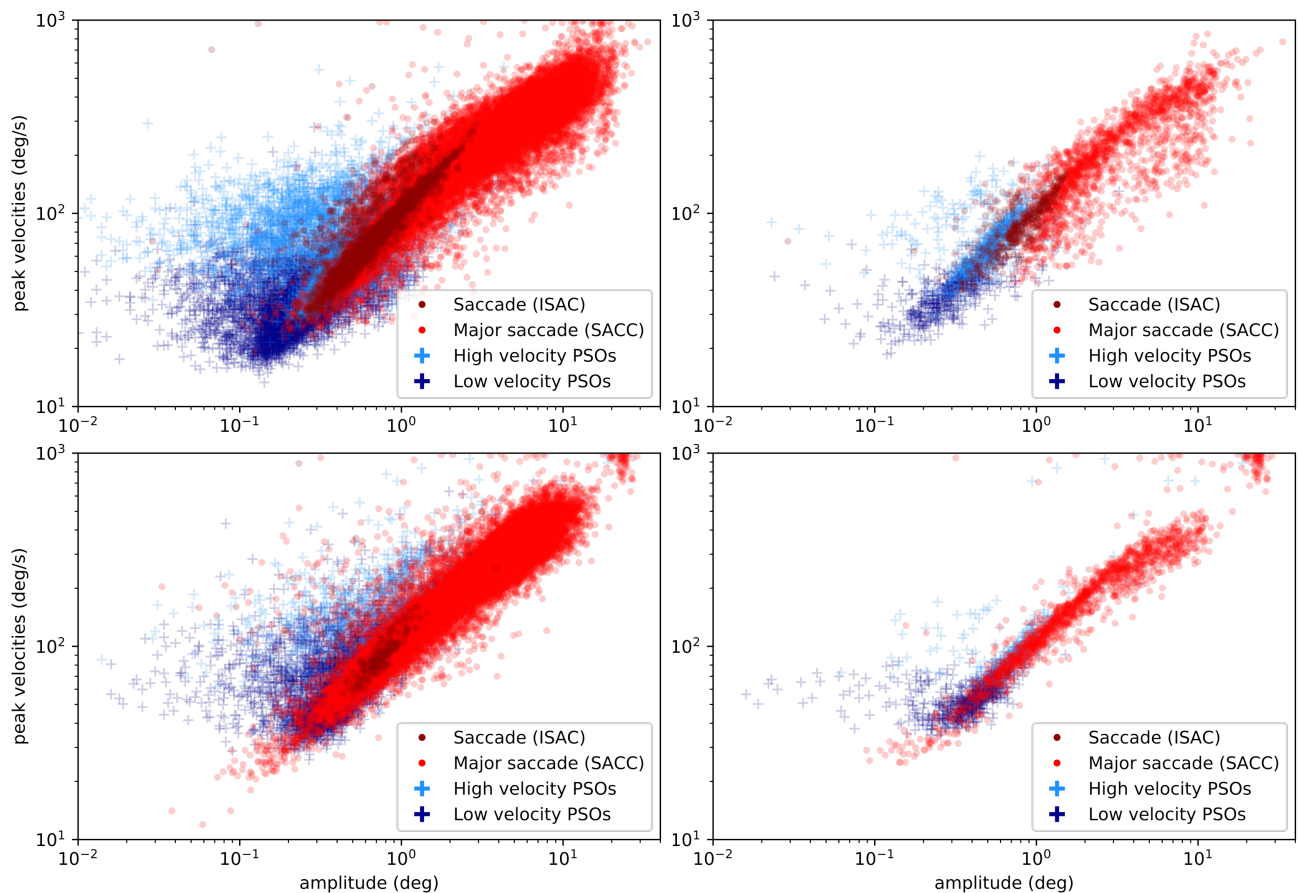 10³
10³
peak velocities (deg/s)
10²
10²
Saccade (ISAC)
Major saccade (SACC)
High velocity PSOs
Low velocity PSOs
Saccade (ISAC)
Major saccade (SACC)
High velocity PSOs
Low velocity PSOs
10¹
10¹
10⁻² 10⁻¹ 10⁰ 10¹
10⁻² 10⁻¹ 10⁰ 10¹
10³
10³
peak velocities (deg/s)
10²
10²
Saccade (ISAC)
Major saccade (SACC)
High velocity PSOs
Low velocity PSOs
Saccade (ISAC)
Major saccade (SACC)
High velocity PSOs
Low velocity PSOs
10¹
10¹
10⁻² 10⁻¹ 10⁰ 10¹
10⁻² 10⁻¹ 10⁰ 10¹
amplitude (deg)
amplitude (deg)